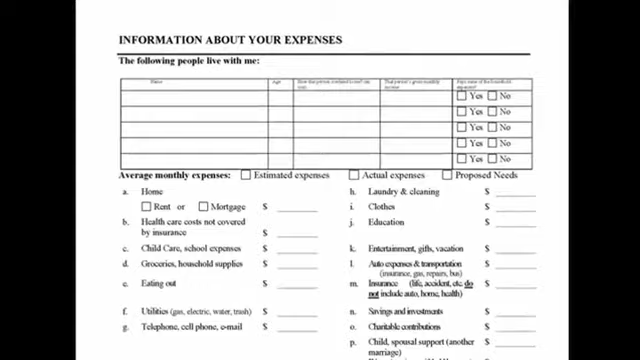 INFORMATION ABOUT YOUR EXPENSES
The following people live with me:
Name Age How that person related to me? (ex. son) That person's gross monthly income Pays some of the household expenses?
Yes No
Yes No
Yes No
Yes No
Yes No
Average monthly expenses: Estimated expenses Actual expenses Proposed Needs
a. Home
Rent or Mortgage $
b. Health care costs not covered by insurance $
c. Child Care, school expenses $
d. Groceries, household supplies $
e. Eating out $
f. Utilities (gas, electric, water, trash) $
g. Telephone, cell phone, e-mail $
h. Laundry & cleaning $
i. Clothes $
j. Education $
k. Entertainment, gifts, vacation $
l. Auto expenses & transportation $
(insurance, gas, repairs, bus)
m. Insurance (life, accident, etc. do $
not include auto, home, health)
n. Savings and investments $
o. Charitable contributions $
p. Child, spousal support (another $
marriage)